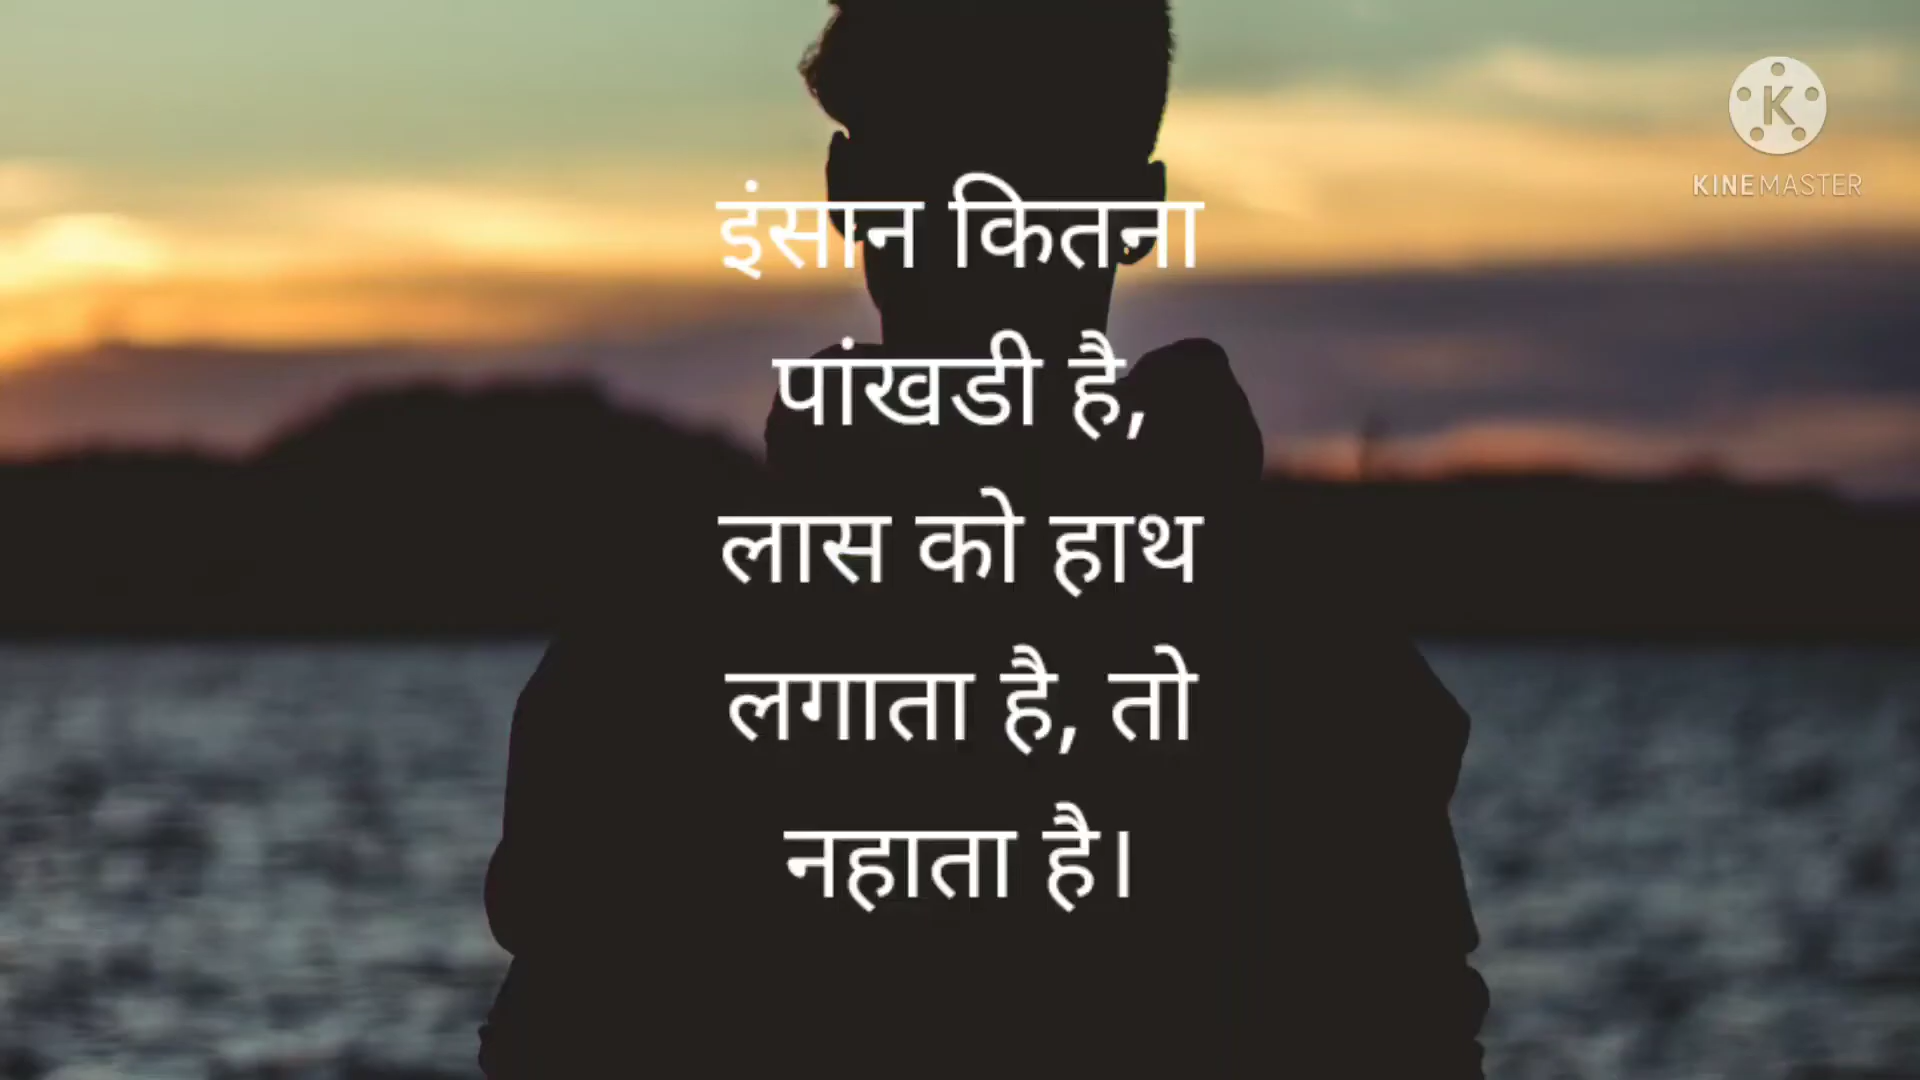 इंसान कितना
पांखडी है,
लास को हाथ
लगाता है, तो
नहाता है।
K
KINEMASTER